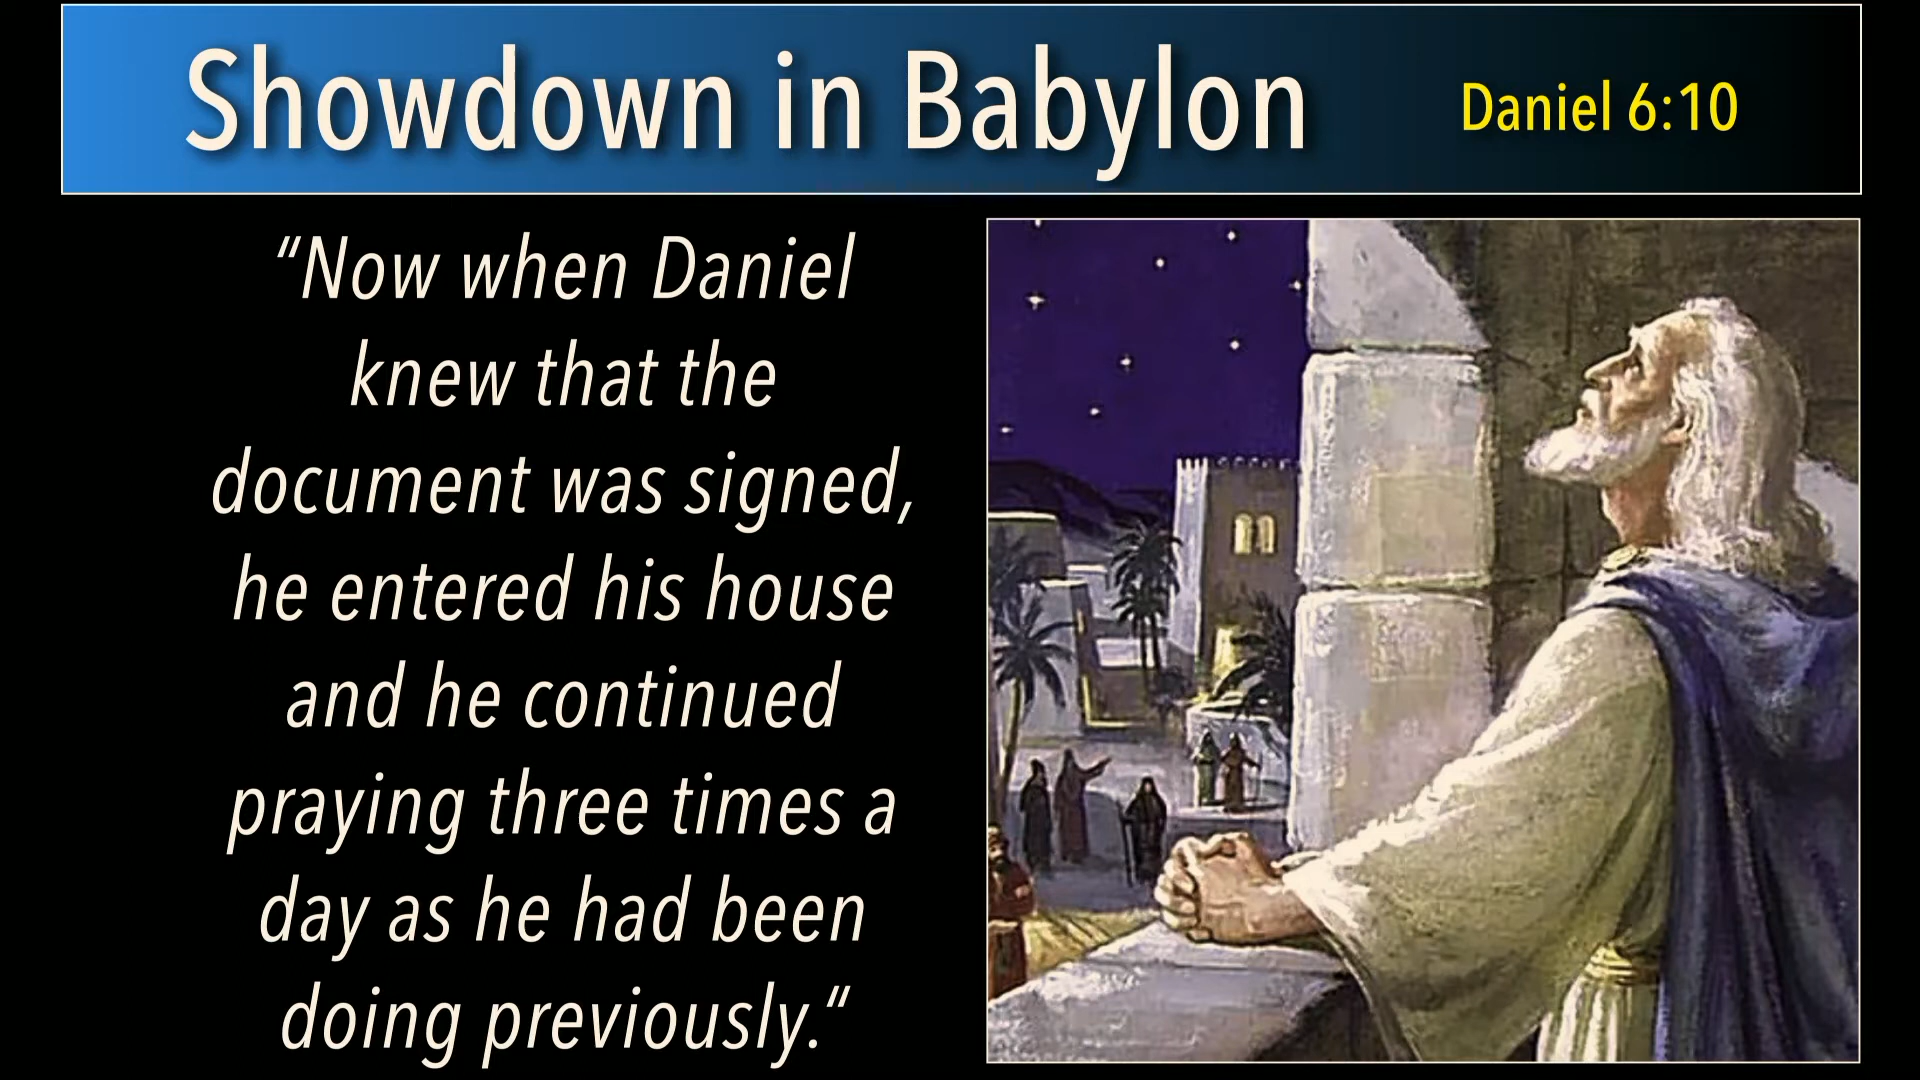 Showdown in Babylon
Daniel 6:10
“Now when Daniel
knew that the
document was signed,
he entered his house
and he continued
praying three times a
day as he had been
doing previously.“